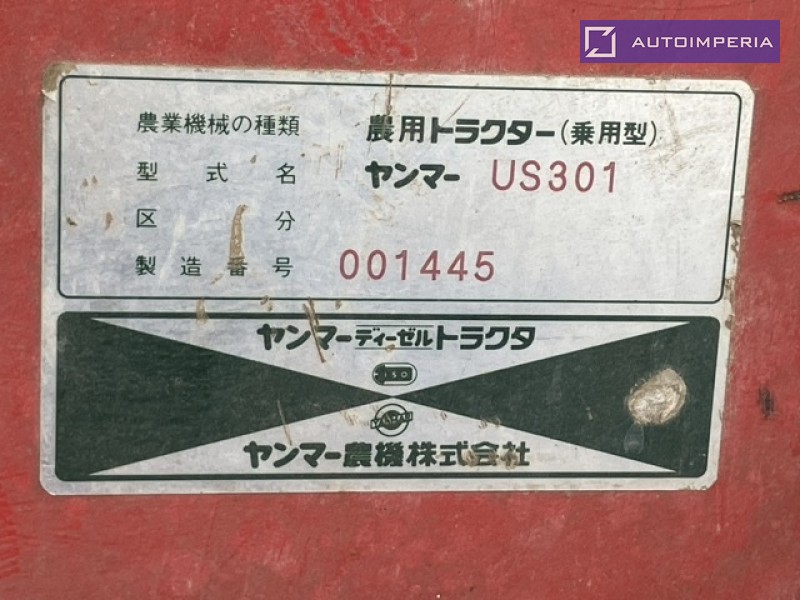 AUTOIMPERIA
農業機械の種類 農用トラクター(乗用型)
型式名 ヤンマー US301
区分
製造番号 001445
ヤンマーディーゼルトラクタ
ISO
YANMAR
ヤンマー農機株式会社